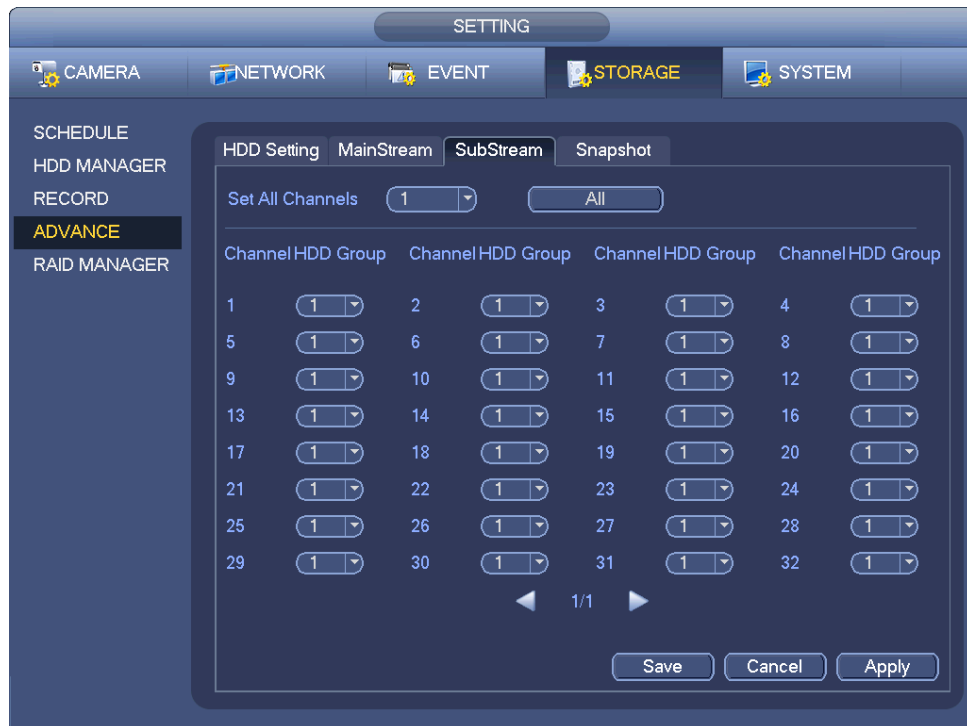 SETTING
CAMERA NETWORK EVENT STORAGE SYSTEM
SCHEDULE
HDD MANAGER
RECORD
ADVANCE
RAID MANAGER
HDD Setting MainStream SubStream Snapshot
Set All Channels 1 All
Channel HDD Group Channel HDD Group Channel HDD Group Channel HDD Group
1 1 2 1 3 1 4 1
5 1 6 1 7 1 8 1
9 1 10 1 11 1 12 1
13 1 14 1 15 1 16 1
17 1 18 1 19 1 20 1
21 1 22 1 23 1 24 1
25 1 26 1 27 1 28 1
29 1 30 1 31 1 32 1
1/1
Save Cancel Apply